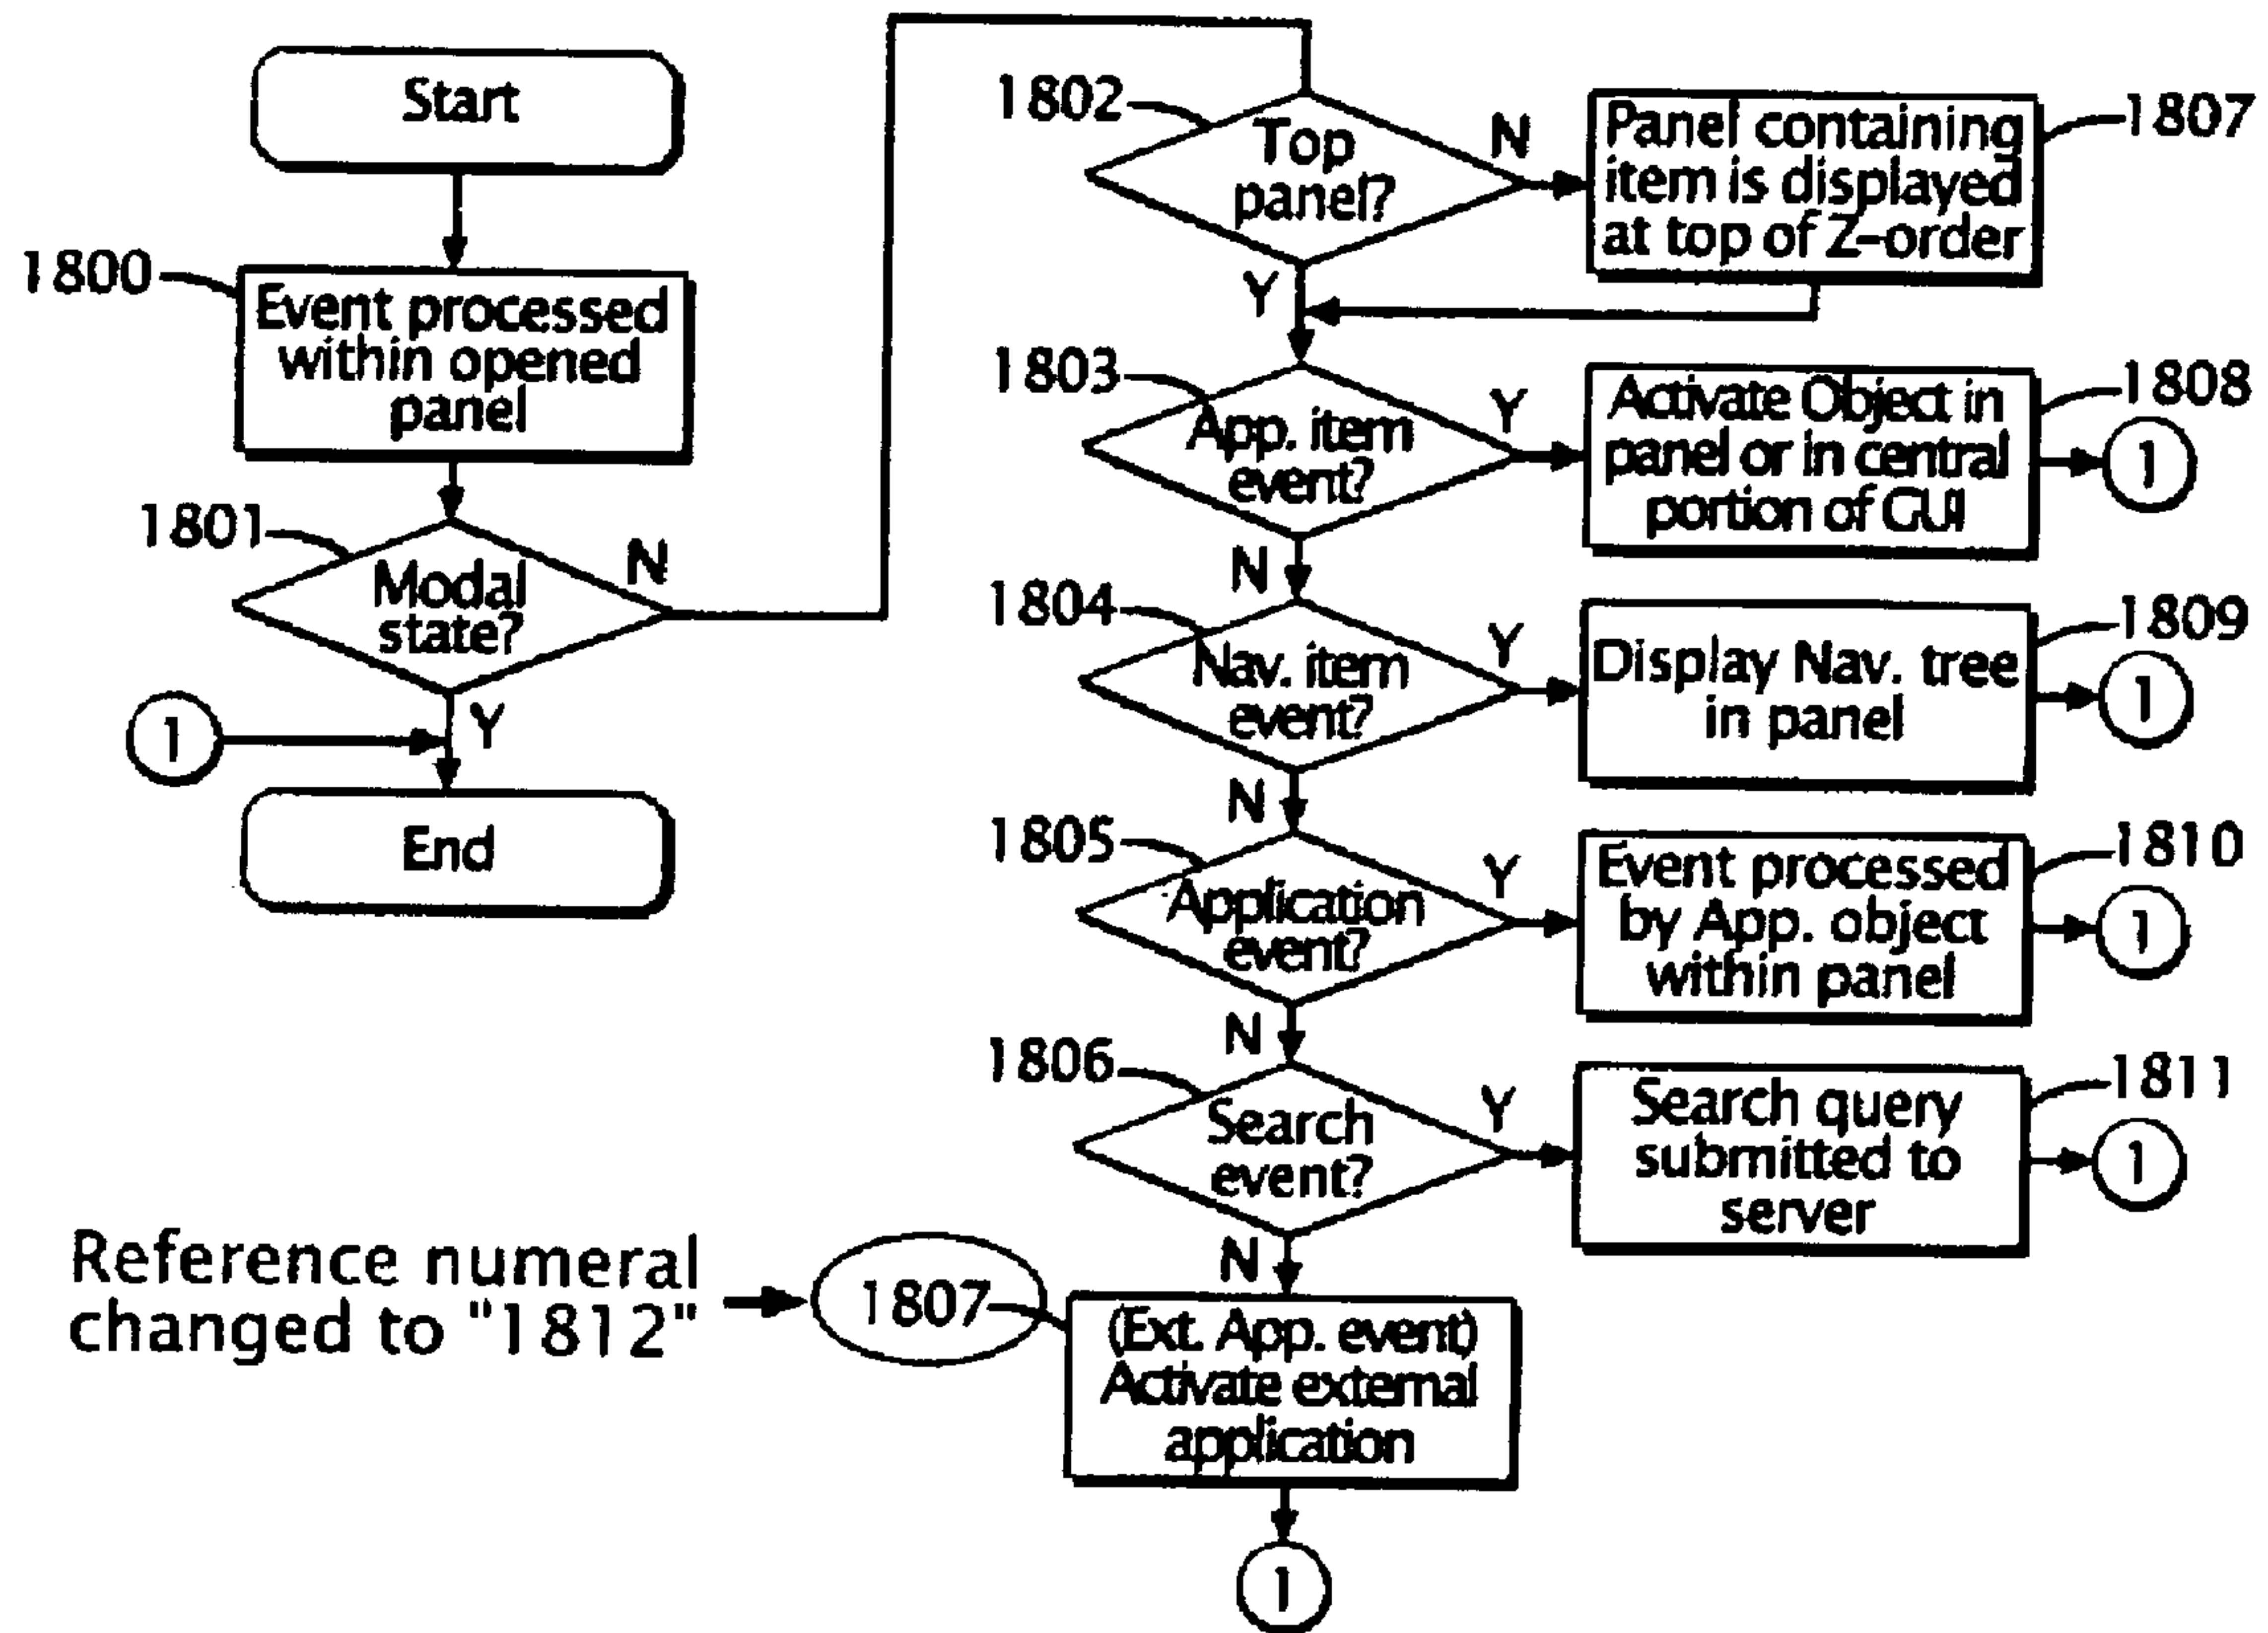 Start
1800
Event processed
within opened
panel
1801
Modal
state?
N
Y
1
End
1802
Top
panel?
N
Y
Panel containing
item is displayed
at top of Z-order
1807
1803
App. item
event?
Y
N
Activate Object in
panel or in central
portion of GUI
1808
1
1804
Nav. item
event?
Y
N
Display Nav. tree
in panel
1809
1
1805
Application
event?
Y
N
Event processed
by App. object
within panel
1810
1
1806
Search
event?
Y
N
Search query
submitted to
server
1811
1
Reference numeral
changed to "1812"
1807
(Ext. App. event)
Activate external
application
1